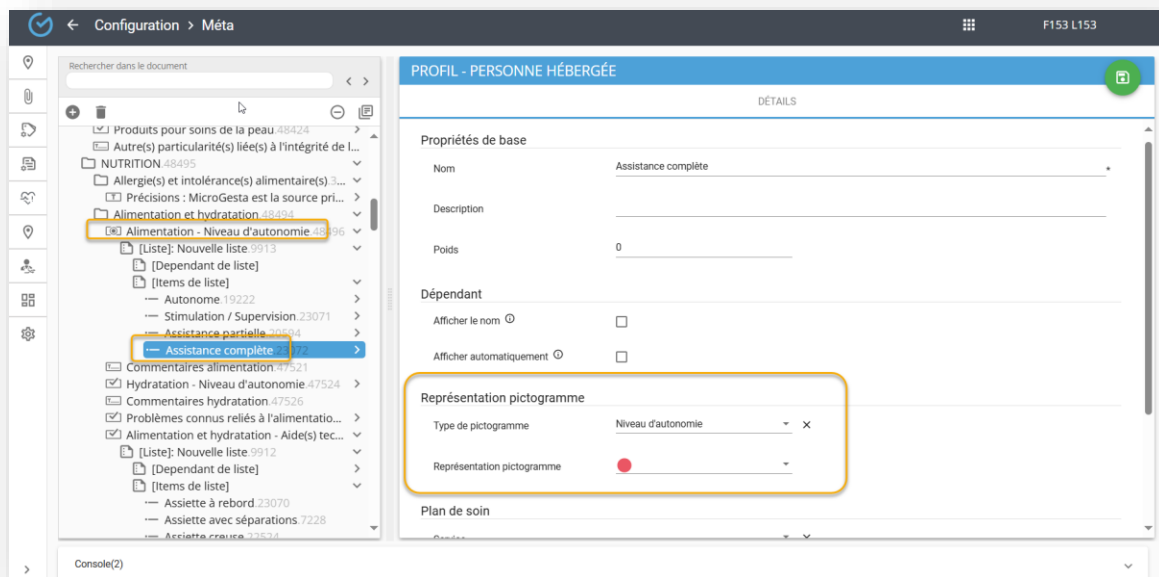 Configuration > Méta
F153 L153
Rechercher dans le document
Produits pour soins de la peau.48424
Autre(s) particularité(s) liée(s) à l'intégrité de l...
NUTRITION.48495
Allergie(s) et intolérance(s) alimentaire(s).3...
Précisions : MicroGesta est la source pri...
Alimentation et hydratation.48494
Alimentation - Niveau d'autonomie.48496
[Liste]: Nouvelle liste.9913
[Dependant de liste]
[Items de liste]
Autonome.19222
Stimulation / Supervision.23071
Assistance partielle.20594
Assistance complète.23072
Commentaires alimentation.47521
Hydratation - Niveau d'autonomie.47524
Commentaires hydratation.47526
Problèmes connus reliés à l'alimentatio...
Alimentation et hydratation - Aide(s) tec...
[Liste]: Nouvelle liste.9912
[Dependant de liste]
[Items de liste]
Assiette à rebord.23070
Assiette avec séparations.7228
Assiette creuse.23524
PROFIL - PERSONNE HÉBERGÉE
DÉTAILS
Propriétés de base
Nom Assistance complète *
Description
Poids 0
Dépendant
Afficher le nom
Afficher automatiquement
Représentation pictogramme
Type de pictogramme Niveau d'autonomie
Représentation pictogramme
Plan de soin
Service
Console(2)